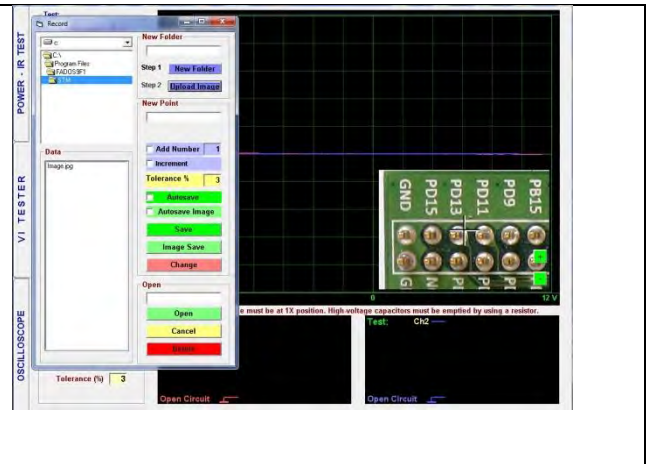 Test:
Record
c:
C:\
Program Files
FADOS9F1
STM
New Folder
Step 1 New Folder
Step 2 Upload Image
New Point
Add Number 1
Increment
Tolerance % 3
Autosave
Autosave Image
Save
Image Save
Change
Data
Image.jpg
Open
Open
Cancel
POWER - IR TEST
VI TESTER
OSCILLOSCOPE
GND PD15 PD13 PD11 PD9 PB15
+
-
0 12 V
e must be at 1X position. High-voltage capacitors must be emptied by using a resistor.
Test: Ch2
Tolerance (%) 3
Open Circuit
Open Circuit